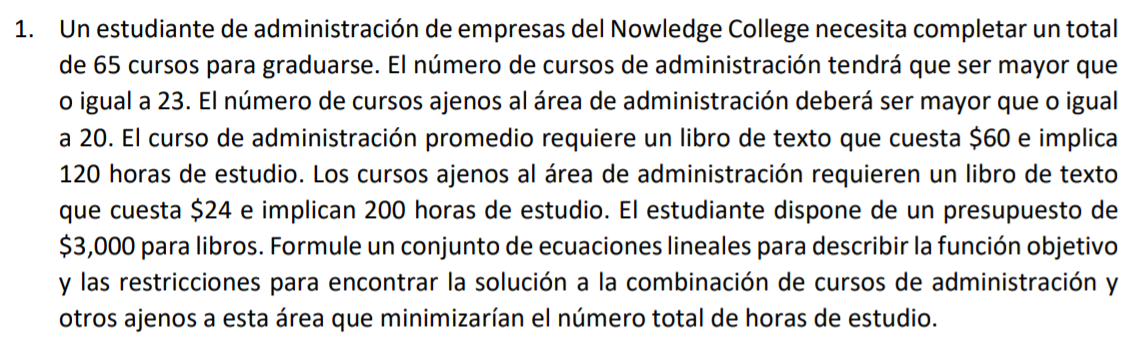 1. Un estudiante de administración de empresas del Nowledge College necesita completar un total
de 65 cursos para graduarse. El número de cursos de administración tendrá que ser mayor que
o igual a 23. El número de cursos ajenos al área de administración deberá ser mayor que o igual
a 20. El curso de administración promedio requiere un libro de texto que cuesta $60 e implica
120 horas de estudio. Los cursos ajenos al área de administración requieren un libro de texto
que cuesta $24 e implican 200 horas de estudio. El estudiante dispone de un presupuesto de
$3,000 para libros. Formule un conjunto de ecuaciones lineales para describir la función objetivo
y las restricciones para encontrar la solución a la combinación de cursos de administración y
otros ajenos a esta área que minimizarían el número total de horas de estudio.